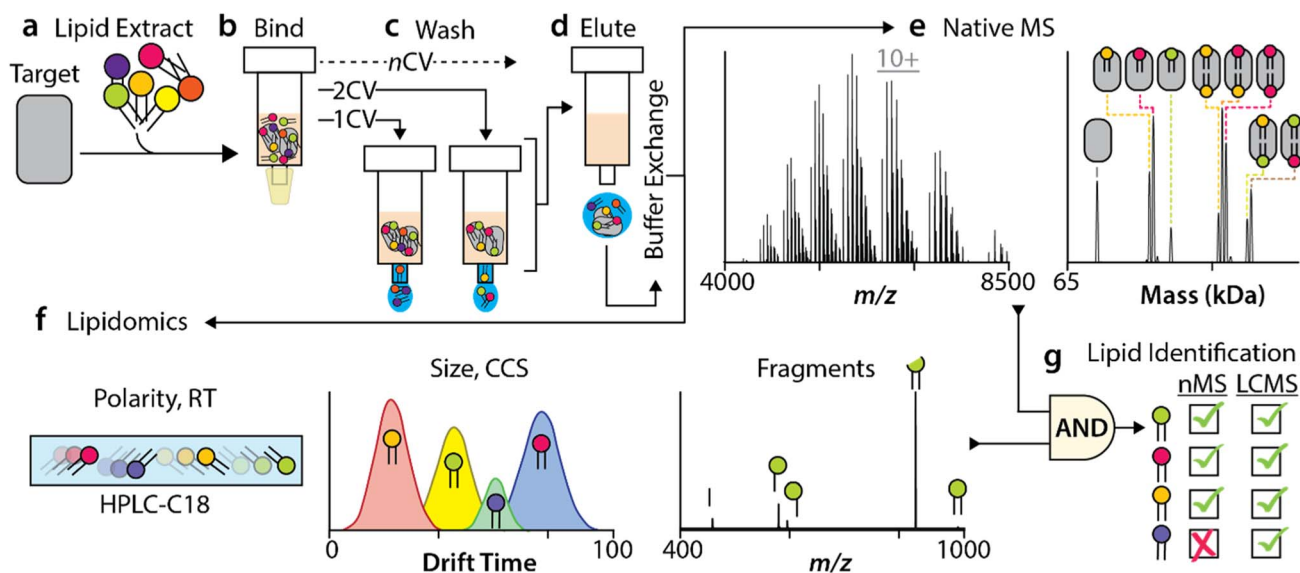 a Lipid Extract
Target
b Bind
nCV
2CV
1CV
c Wash
d Elute
Buffer Exchange
e Native MS
10+
4000
8500
m/z
65
Mass (kDa)
f Lipidomics
Polarity, RT
HPLC-C18
Size, CCS
0
100
Drift Time
Fragments
400
1000
m/z
AND
g Lipid Identification
nMS LCMS